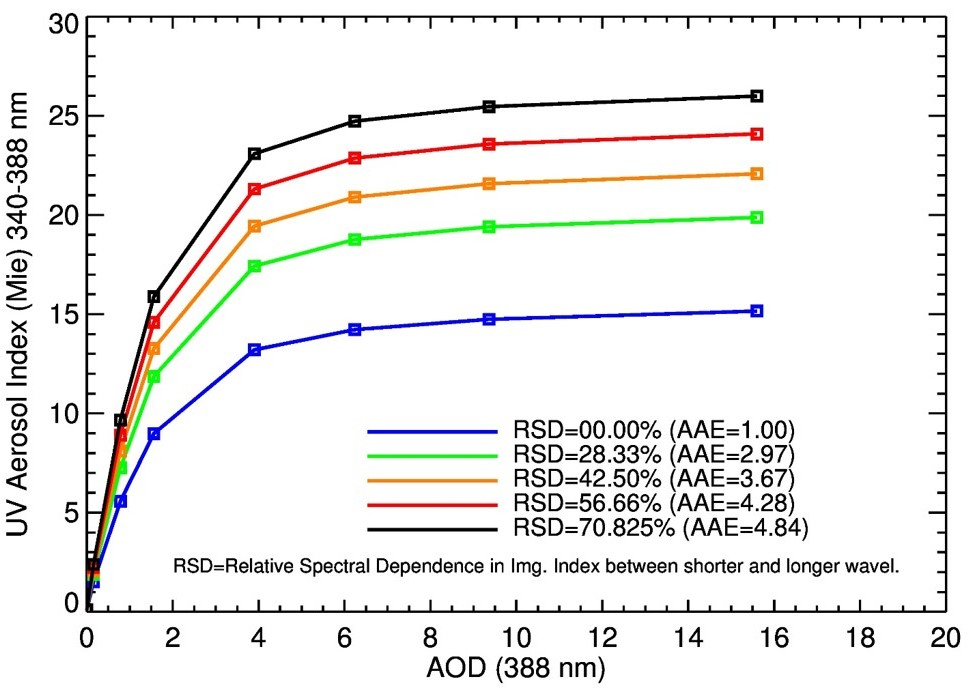 30
25
20
15
10
5
0
UV Aerosol Index (Mie) 340-388 nm
RSD=00.00% (AAE=1.00)
RSD=28.33% (AAE=2.97)
RSD=42.50% (AAE=3.67)
RSD=56.66% (AAE=4.28)
RSD=70.825% (AAE=4.84)
RSD=Relative Spectral Dependence in Img. Index between shorter and longer wavel.
0 2 4 6 8 10 12 14 16 18 20
AOD (388 nm)